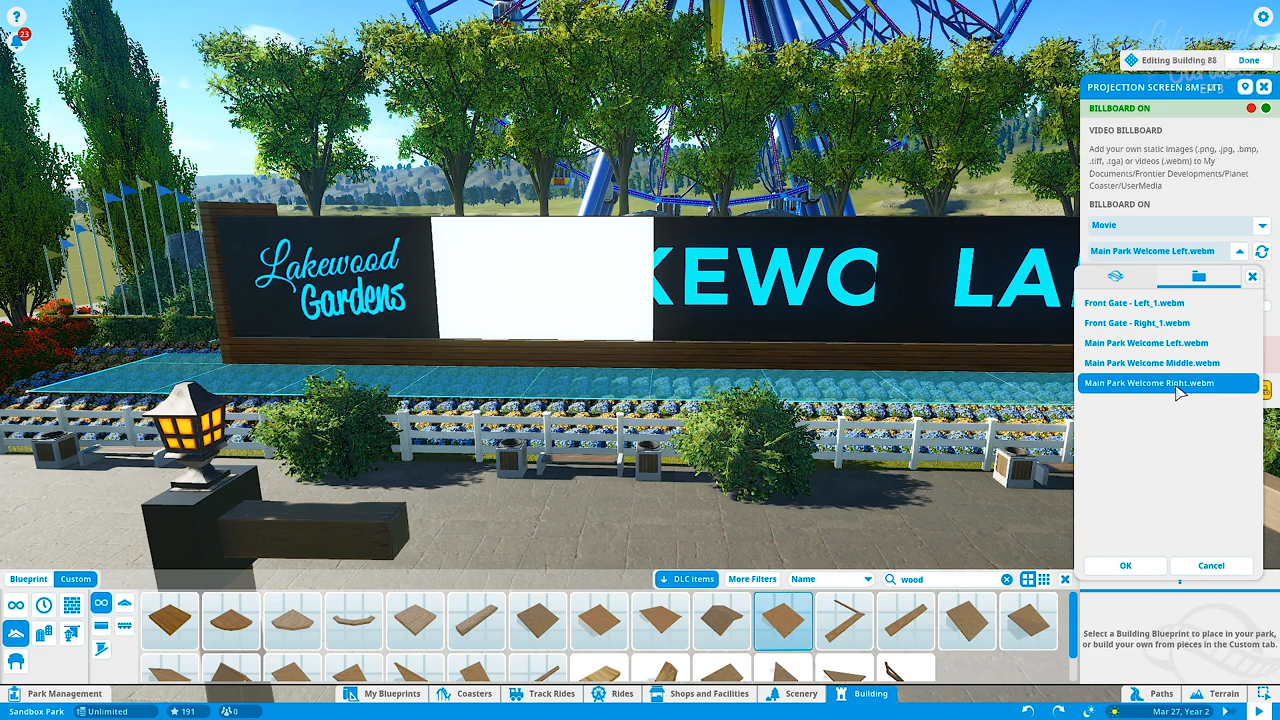 ?
23
Editing Building 88
Done
PROJECTION SCREEN 8M - LIT
BILLBOARD ON
VIDEO BILLBOARD
Add your own static images (.png, .jpg, .bmp,
.tiff, .tga) or videos (.webm) to My
Documents/Frontier Developments/Planet
Coaster/UserMedia
BILLBOARD ON
Movie
Main Park Welcome Left.webm
Front Gate - Left_1.webm
Front Gate - Right_1.webm
Main Park Welcome Left.webm
Main Park Welcome Middle.webm
Main Park Welcome Right.webm
OK
Cancel
Lakewood
Gardens
KEWO
LA
Blueprint
Custom
DLC items
More Filters
Name
wood
Select a Building Blueprint to place in your park,
or build your own from pieces in the Custom tab.
Park Management
My Blueprints
Coasters
Track Rides
Rides
Shops and Facilities
Scenery
Building
Paths
Terrain
Sandbox Park
Unlimited
191
0
Mar 27, Year 2